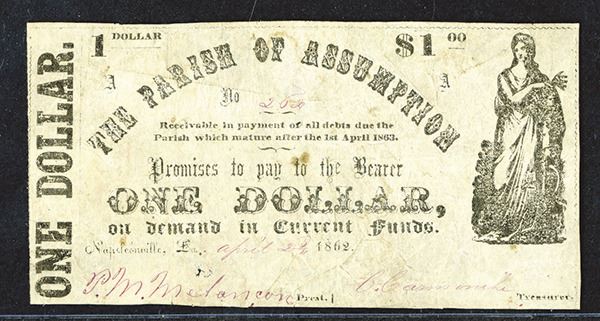 ONE DOLLAR.
1 DOLLAR
$1 00
THE PARISH OF ASSUMPTION
A
A
No
Receivable in payment of all debts due the
Parish which mature after the 1st April 1863.
Promises to pay to the Bearer
ONE DOLLAR,
on demand in Current Funds.
Napoleonville, La., April 1862.
P. M. Melançon Prest.
Treasurer.